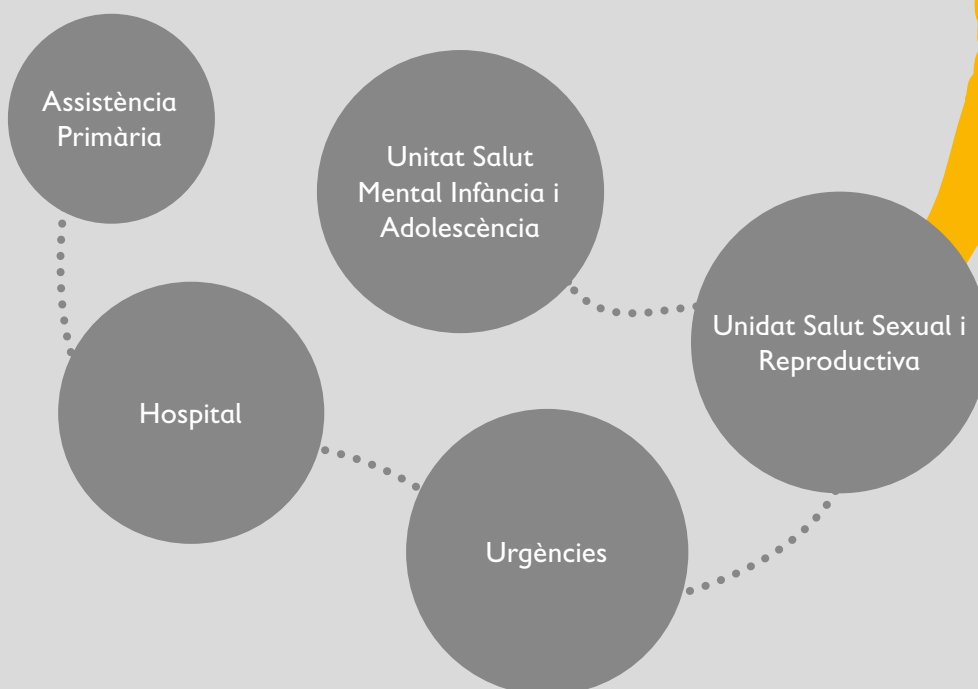 Assistència
Primària
Unitat Salut
Mental Infància i
Adolescència
Unidat Salut Sexual i
Reproductiva
Hospital
Urgències